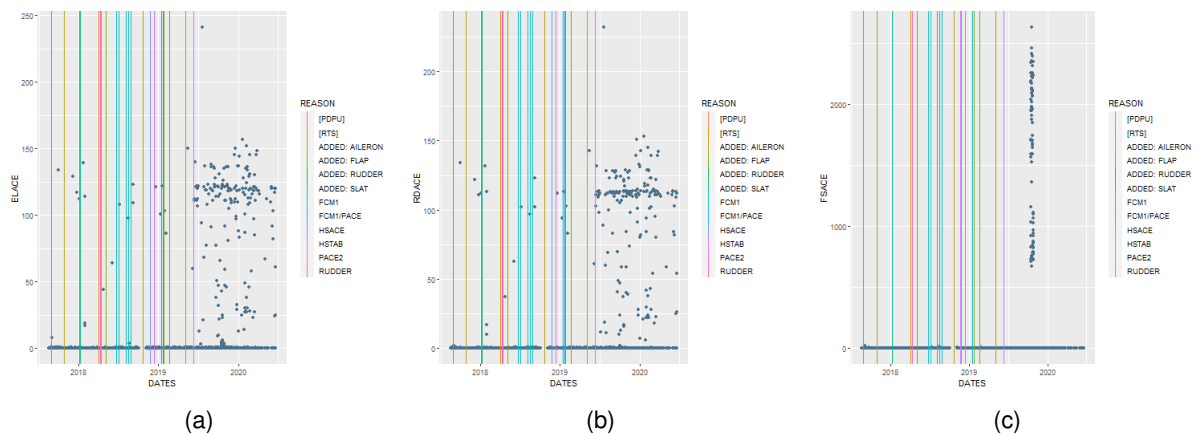 250
200
150
100
50
0
ELACE
2018
2019
2020
DATES
REASON
[PDPU]
[RTS]
ADDED: AILERON
ADDED: FLAP
ADDED: RUDDER
ADDED: SLAT
FCM1
FCM1/PACE
HSACE
HSTAB
PACE2
RUDDER
(a)
200
150
100
50
0
RDACE
2018
2019
2020
DATES
REASON
[PDPU]
[RTS]
ADDED: AILERON
ADDED: FLAP
ADDED: RUDDER
ADDED: SLAT
FCM1
FCM1/PACE
HSACE
HSTAB
PACE2
RUDDER
(b)
2000
1000
0
FSACE
2018
2019
2020
DATES
REASON
[PDPU]
[RTS]
ADDED: AILERON
ADDED: FLAP
ADDED: RUDDER
ADDED: SLAT
FCM1
FCM1/PACE
HSACE
HSTAB
PACE2
RUDDER
(c)